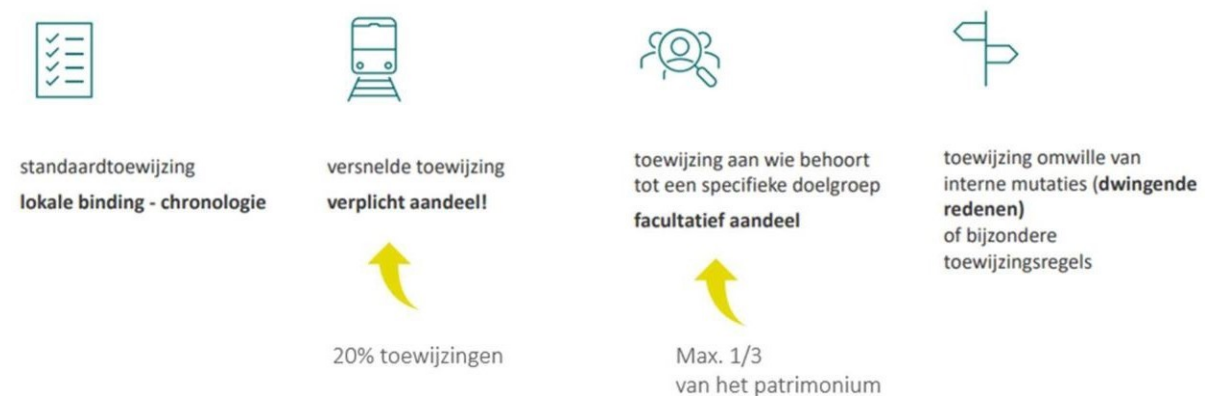 standaardtoewijzing
lokale binding - chronologie
versnelde toewijzing
verplicht aandeel!
20% toewijzingen
toewijzing aan wie behoort
tot een specifieke doelgroep
facultatief aandeel
Max. 1/3
van het patrimonium
toewijzing omwille van
interne mutaties (dwingende
redenen)
of bijzondere
toewijzingsregels